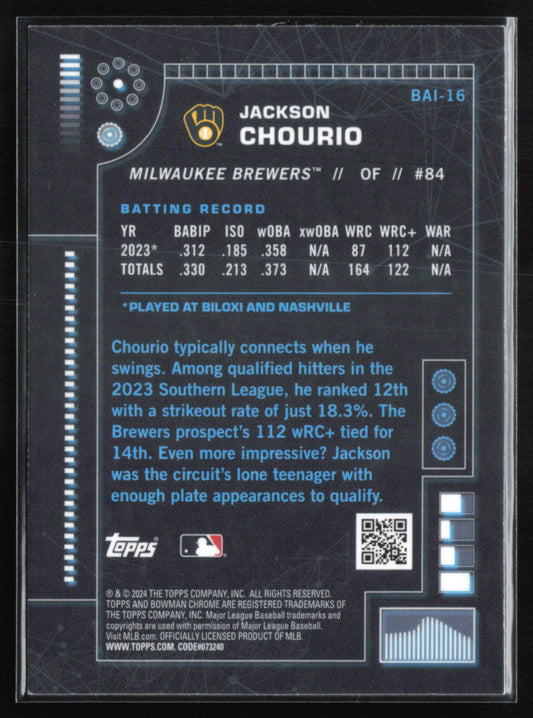 BAI-16
JACKSON
CHOURIO
MILWAUKEE BREWERS™ // OF // #84
BATTING RECORD
YR BABIP ISO wOBA xwOBA WRC WRC+ WAR
2023* .312 .185 .358 N/A 87 112 N/A
TOTALS .330 .213 .373 N/A 164 122 N/A
*PLAYED AT BILOXI AND NASHVILLE
Chourio typically connects when he
swings. Among qualified hitters in the
2023 Southern League, he ranked 12th
with a strikeout rate of just 18.3%. The
Brewers prospect's 112 wRC+ tied for
14th. Even more impressive? Jackson
was the circuit's lone teenager with
enough plate appearances to qualify.
TOPPS
® & © 2024 THE TOPPS COMPANY, INC. ALL RIGHTS RESERVED.
TOPPS AND BOWMAN CHROME ARE REGISTERED TRADEMARKS OF
THE TOPPS COMPANY, INC. Major League Baseball trademarks and
copyrights are used with permission of Major League Baseball.
Visit MLB.com. OFFICIALLY LICENSED PRODUCT OF MLB.
WWW.TOPPS.COM. CODE#073240